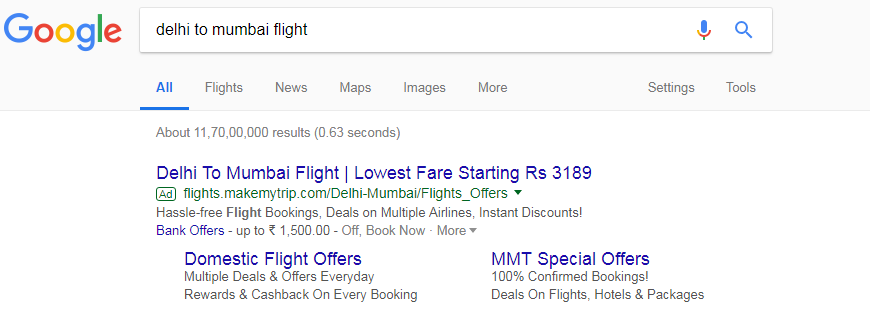 Google
delhi to mumbai flight
All Flights News Maps Images More Settings Tools
About 11,70,00,000 results (0.63 seconds)
Delhi To Mumbai Flight | Lowest Fare Starting Rs 3189
Ad flights.makemytrip.com/Delhi-Mumbai/Flights_Offers
Hassle-free Flight Bookings, Deals on Multiple Airlines, Instant Discounts!
Bank Offers - up to ₹ 1,500.00 - Off, Book Now · More
Domestic Flight Offers
Multiple Deals & Offers Everyday
Rewards & Cashback On Every Booking
MMT Special Offers
100% Confirmed Bookings!
Deals On Flights, Hotels & Packages